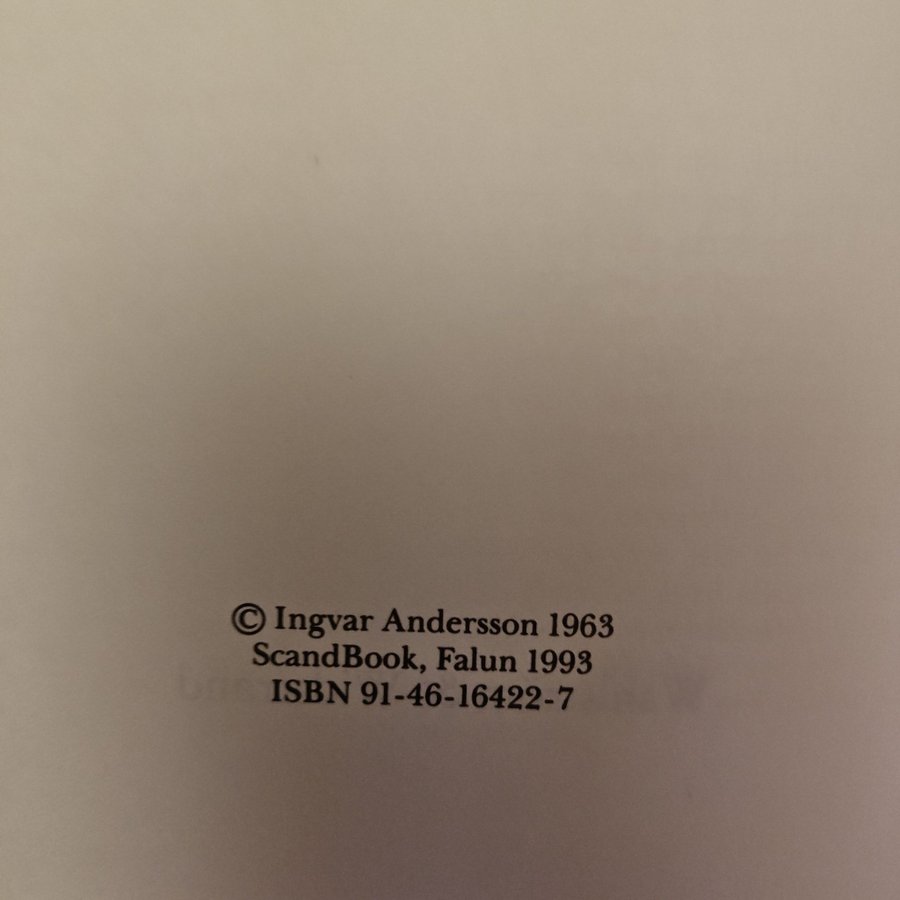 © Ingvar Andersson 1963
ScandBook, Falun 1993
ISBN 91-46-16422-7